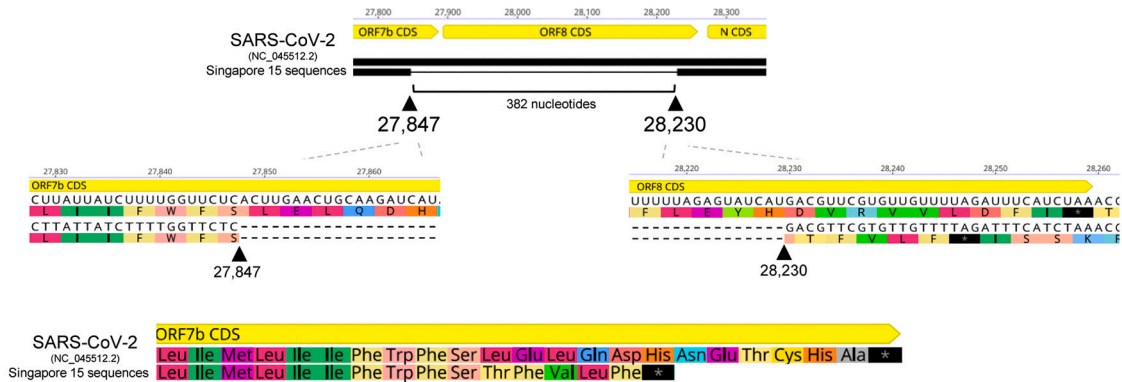 27,800 27,900 28,000 28,100 28,200 28,300
ORF7b CDS ORF8 CDS N CDS
SARS-CoV-2
(NC_045512.2)
Singapore 15 sequences
382 nucleotides
27,847 28,230
27,830 27,840 27,850 27,860
ORF7b CDS
CUUAUUAUCUUUUGGUUCUCACUUGAACUGCAAGAUCAU
L I I F W F S L E L Q D H
CTTATTATCTTTTGGTTCTC
L I I F W F S
27,847
28,220 28,230 28,240 28,250 28,260
ORF8 CDS
UUUUUAGAGUAUCAUGACGUUCGUGUUGUUUUAGAUUUCAUCUAAACC
F L E Y H D V R V V L D F I * T
GACGTTCGTGTTGTTTTAGATTTCATCTAAACC
T F V L F * I S S K
28,230
SARS-CoV-2
(NC_045512.2)
Singapore 15 sequences
ORF7b CDS
Leu Ile Met Leu Ile Ile Phe Trp Phe Ser Leu Glu Leu Gln Asp His Asn Glu Thr Cys His Ala *
Leu Ile Met Leu Ile Ile Phe Trp Phe Ser Thr Phe Val Leu Phe *